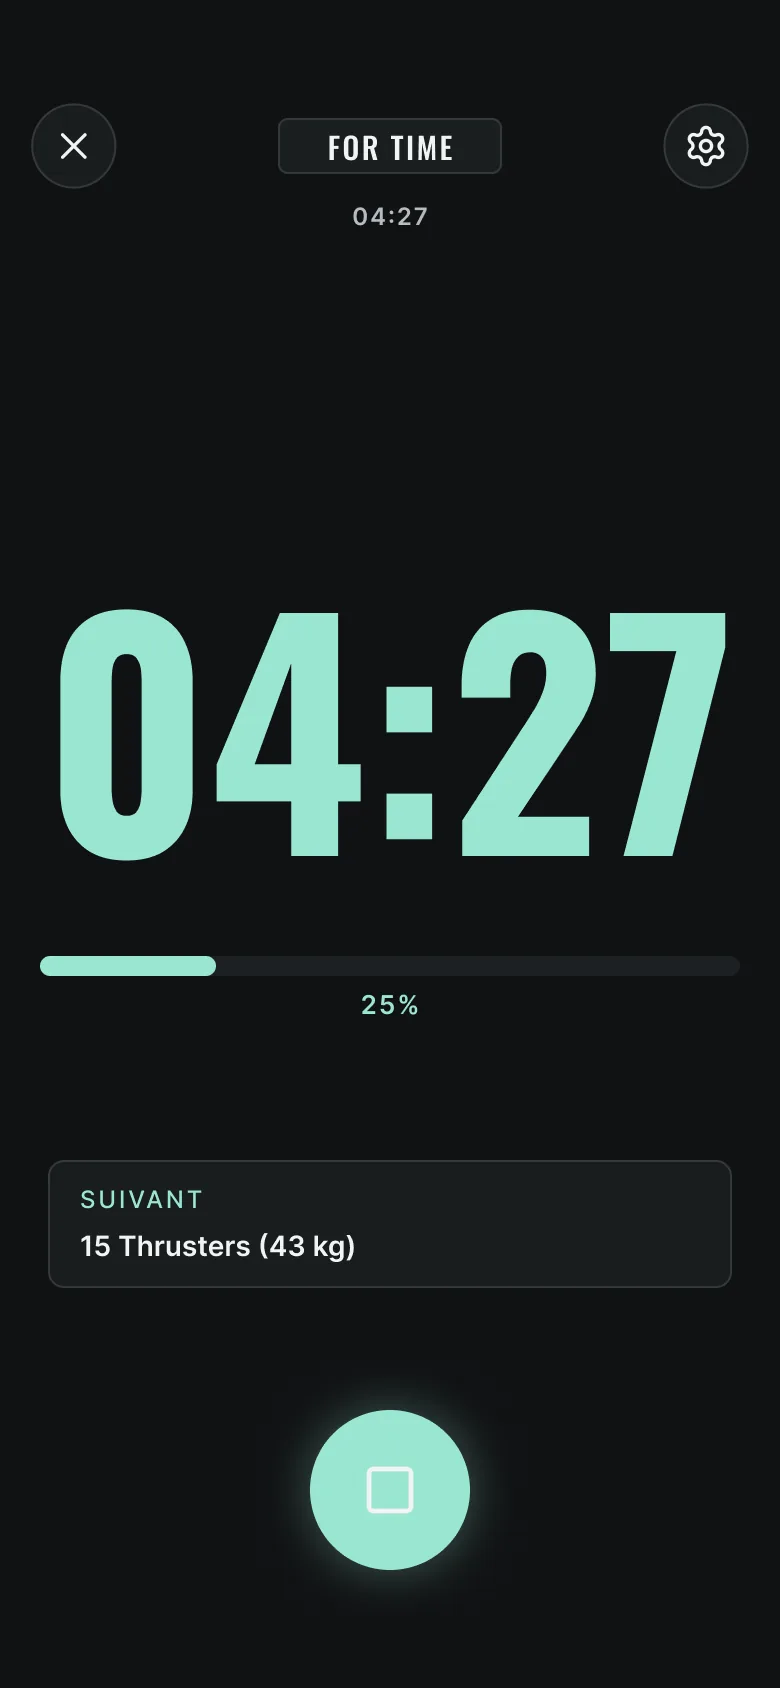 FOR TIME
04:27
04:27
25%
SUIVANT
15 Thrusters (43 kg)